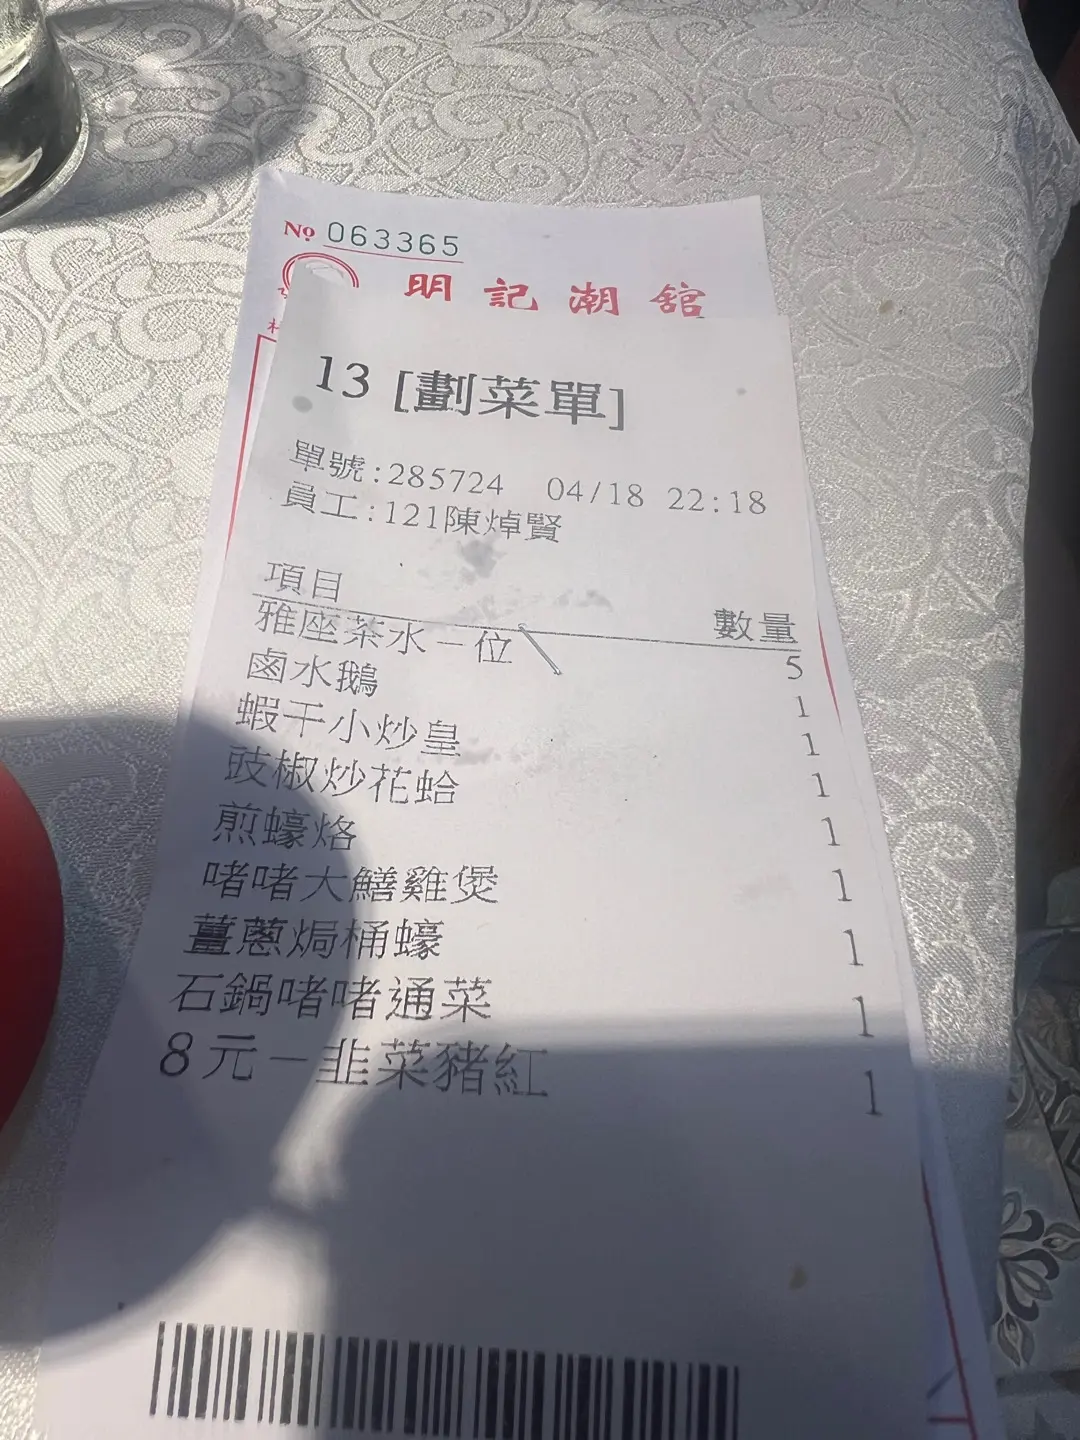 No 063365
明記潮舘
13 [劃菜單]
單號:285724 04/18 22:18
員工:121陳焯賢
項目 數量
雅座茶水－位 5
鹵水鵝 1
蝦干小炒皇 1
豉椒炒花蛤 1
煎蠔烙 1
啫啫大鱔雞煲 1
薑蔥焗桶蠔 1
石鍋啫啫通菜 1
8元－韭菜豬紅 1